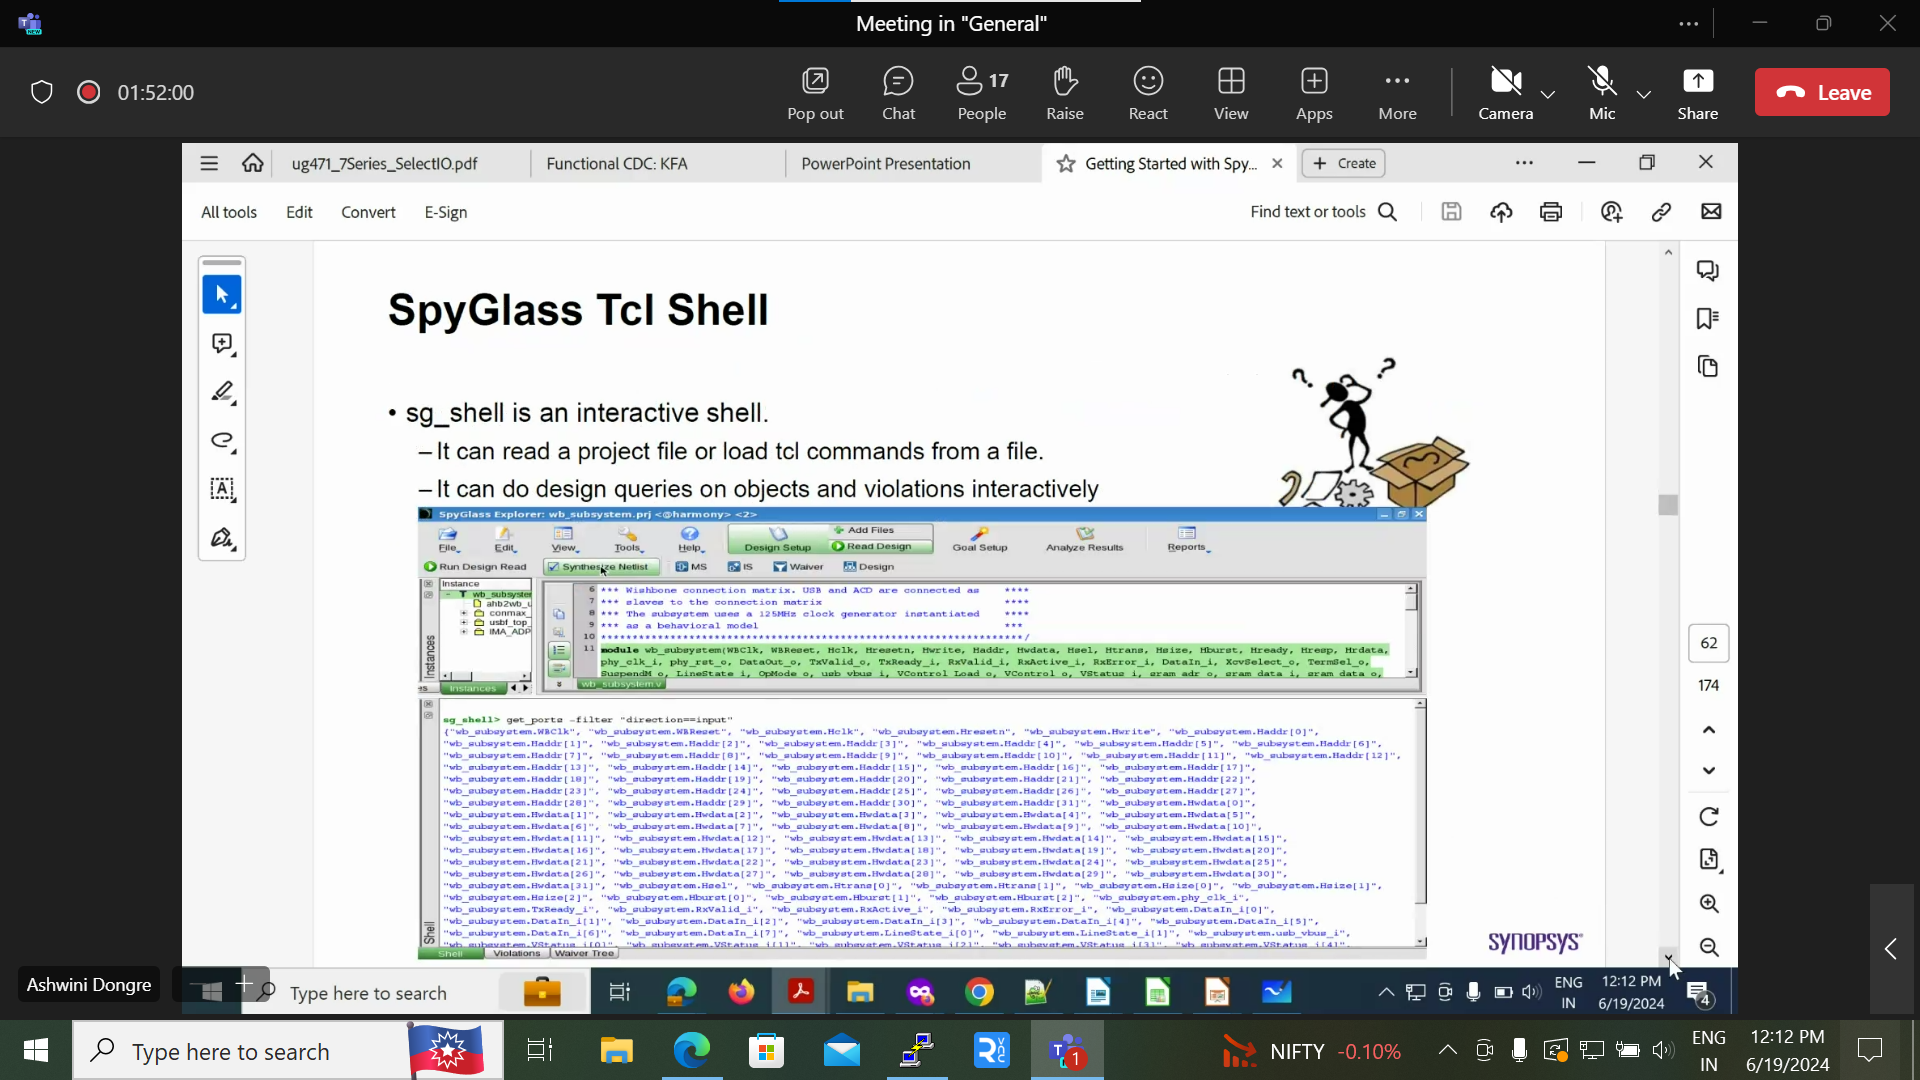 Meeting in "General"
01:52:00
Pop out
Chat
17
People
Raise
React
View
Apps
More
Camera
Mic
Share
Leave
ug471_7Series_SelectIO.pdf
Functional CDC: KFA
PowerPoint Presentation
Getting Started with Spy...
Create
All tools
Edit
Convert
E-Sign
Find text or tools
SpyGlass Tcl Shell
• sg_shell is an interactive shell.
– It can read a project file or load tcl commands from a file.
– It can do design queries on objects and violations interactively
SpyGlass Explorer: wb_subsystem.prj <@harmony> <2>
File
Edit
View
Tools
Help
Design Setup
Add Files
Read Design
Goal Setup
Analyze Results
Reports
Run Design Read
Synthesize Netlist
MS
IS
Waiver
Design
Instance
wb_subsyste
ahb2wb_u
conmax_
usbf_top_
IMA_ADP
Instances
6 *** Wishbone connection matrix. USB and ACD are connected as ****
7 *** slaves to the connection matrix ****
8 *** The subsystem uses a 125MHz clock generator instantiated ****
9 *** as a behavioral model ***
10
11 module wb_subsystem(WBClk, WBReset, Hclk, Hresetn, Hwrite, Haddr, Hwdata, Hsel, Htrans, Hsize, Hburst, Hready, Hresp, Hrdata,
phy_clk_i, phy_rst_o, DataOut_o, TxValid_o, TxReady_i, RxValid_i, RxActive_i, RxError_i, DataIn_i, XcvSelect_o, TermSel_o,
SuspendM_o, LineState_i, OpMode_o, usb_vbus_i, VControl_Load_o, VControl_o, VStatus_i, sram_adr_o, sram_data_i, sram_data_o,
Instances
wb_subsystem.v
sg_shell> get_ports -filter "direction==input"
{"wb_subsystem.WBClk", "wb_subsystem.WBReset", "wb_subsystem.Hclk", "wb_subsystem.Hresetn", "wb_subsystem.Hwrite", "wb_subsystem.Haddr[0]",
"wb_subsystem.Haddr[1]", "wb_subsystem.Haddr[2]", "wb_subsystem.Haddr[3]", "wb_subsystem.Haddr[4]", "wb_subsystem.Haddr[5]", "wb_subsystem.Haddr[6]",
"wb_subsystem.Haddr[7]", "wb_subsystem.Haddr[8]", "wb_subsystem.Haddr[9]", "wb_subsystem.Haddr[10]", "wb_subsystem.Haddr[11]", "wb_subsystem.Haddr[12]",
"wb_subsystem.Haddr[13]", "wb_subsystem.Haddr[14]", "wb_subsystem.Haddr[15]", "wb_subsystem.Haddr[16]", "wb_subsystem.Haddr[17]",
"wb_subsystem.Haddr[18]", "wb_subsystem.Haddr[19]", "wb_subsystem.Haddr[20]", "wb_subsystem.Haddr[21]", "wb_subsystem.Haddr[22]",
"wb_subsystem.Haddr[23]", "wb_subsystem.Haddr[24]", "wb_subsystem.Haddr[25]", "wb_subsystem.Haddr[26]", "wb_subsystem.Haddr[27]",
"wb_subsystem.Haddr[28]", "wb_subsystem.Haddr[29]", "wb_subsystem.Haddr[30]", "wb_subsystem.Haddr[31]", "wb_subsystem.Hwdata[0]",
"wb_subsystem.Hwdata[1]", "wb_subsystem.Hwdata[2]", "wb_subsystem.Hwdata[3]", "wb_subsystem.Hwdata[4]", "wb_subsystem.Hwdata[5]",
"wb_subsystem.Hwdata[6]", "wb_subsystem.Hwdata[7]", "wb_subsystem.Hwdata[8]", "wb_subsystem.Hwdata[9]", "wb_subsystem.Hwdata[10]",
"wb_subsystem.Hwdata[11]", "wb_subsystem.Hwdata[12]", "wb_subsystem.Hwdata[13]", "wb_subsystem.Hwdata[14]", "wb_subsystem.Hwdata[15]",
"wb_subsystem.Hwdata[16]", "wb_subsystem.Hwdata[17]", "wb_subsystem.Hwdata[18]", "wb_subsystem.Hwdata[19]", "wb_subsystem.Hwdata[20]",
"wb_subsystem.Hwdata[21]", "wb_subsystem.Hwdata[22]", "wb_subsystem.Hwdata[23]", "wb_subsystem.Hwdata[24]", "wb_subsystem.Hwdata[25]",
"wb_subsystem.Hwdata[26]", "wb_subsystem.Hwdata[27]", "wb_subsystem.Hwdata[28]", "wb_subsystem.Hwdata[29]", "wb_subsystem.Hwdata[30]",
"wb_subsystem.Hwdata[31]", "wb_subsystem.Hsel", "wb_subsystem.Htrans[0]", "wb_subsystem.Htrans[1]", "wb_subsystem.Hsize[0]", "wb_subsystem.Hsize[1]",
"wb_subsystem.Hsize[2]", "wb_subsystem.Hburst[0]", "wb_subsystem.Hburst[1]", "wb_subsystem.Hburst[2]", "wb_subsystem.phy_clk_i",
"wb_subsystem.TxReady_i", "wb_subsystem.RxValid_i", "wb_subsystem.RxActive_i", "wb_subsystem.RxError_i", "wb_subsystem.DataIn_i[0]",
"wb_subsystem.DataIn_i[1]", "wb_subsystem.DataIn_i[2]", "wb_subsystem.DataIn_i[3]", "wb_subsystem.DataIn_i[4]", "wb_subsystem.DataIn_i[5]",
"wb_subsystem.DataIn_i[6]", "wb_subsystem.DataIn_i[7]", "wb_subsystem.LineState_i[0]", "wb_subsystem.LineState_i[1]", "wb_subsystem.usb_vbus_i",
"wb_subsystem.VStatus_i[0]", "wb_subsystem.VStatus_i[1]", "wb_subsystem.VStatus_i[2]", "wb_subsystem.VStatus_i[3]", "wb_subsystem.VStatus_i[4]",
Shell
Shell
Violations
Waiver Tree
SYNOPSYS
62
174
Ashwini Dongre
Type here to search
ENG
IN
12:12 PM
6/19/2024
4
Type here to search
1
NIFTY -0.10%
ENG
IN
12:12 PM
6/19/2024